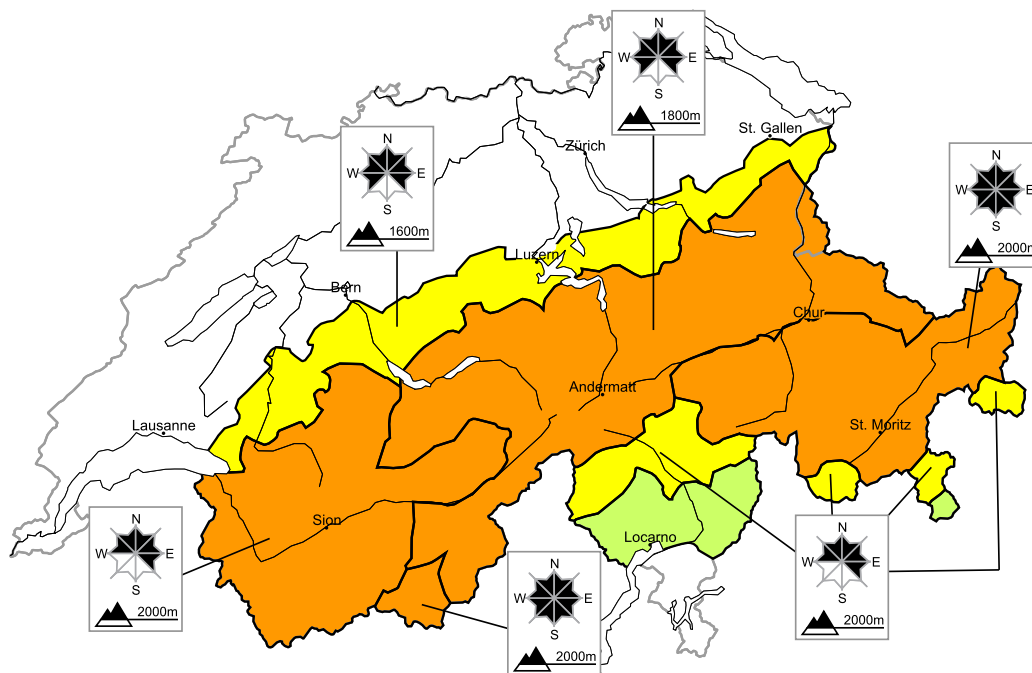 N
W E
S
1800m
St. Gallen
Zürich
N
W E
S
1600m
N
W E
S
2000m
Luzern
Bern
Chur
Andermatt
Lausanne
St. Moritz
N
W E
S
2000m
Sion
Locarno
N
W E
S
2000m
N
W E
S
2000m